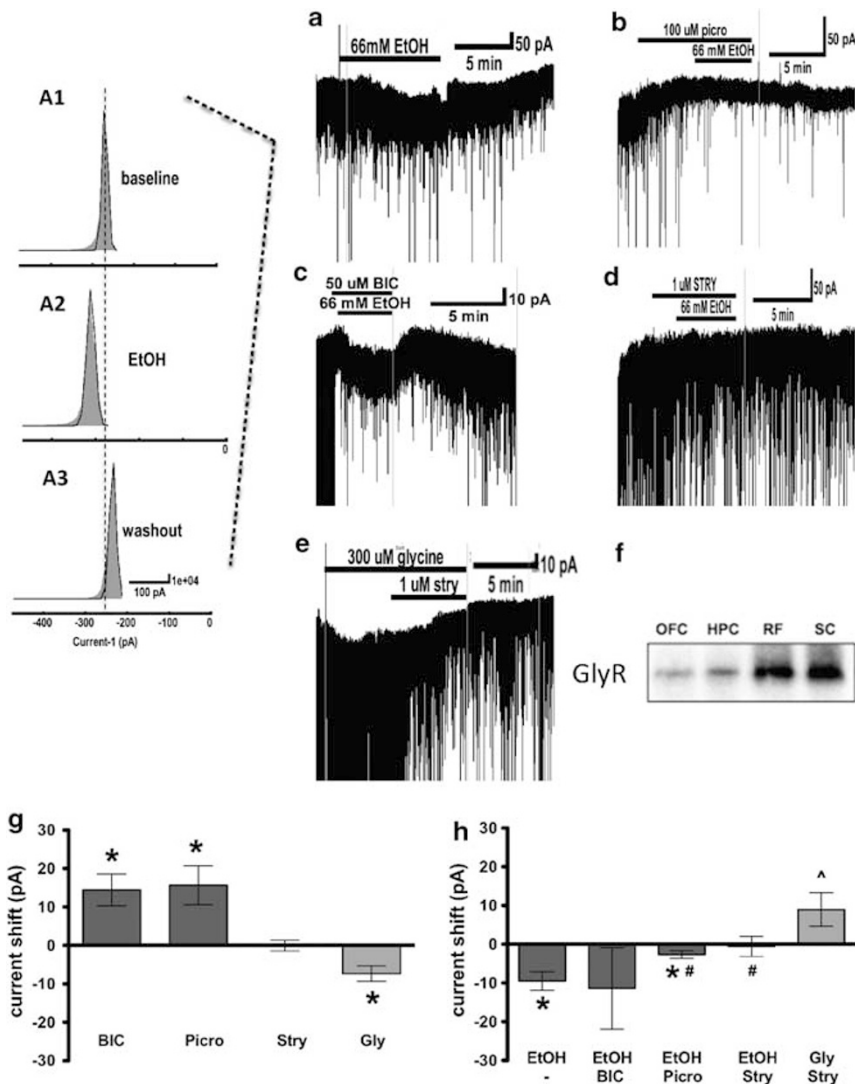 A1
baseline
A2
EtOH
0
A3
washout
1e+04
100 pA
-400 -300 -200 -100 0
Current-1 (pA)
a
66mM EtOH
50 pA
5 min
b
100 uM picro
66 mM EtOH
50 pA
5 min
c
50 uM BIC
66 mM EtOH
10 pA
5 min
d
1 uM STRY
66 mM EtOH
50 pA
5 min
e
300 uM glycine
1 uM stry
10 pA
5 min
f
OFC HPC RF SC
GlyR
g
current shift (pA)
30
20
10
0
-10
-20
-30
* * *
BIC Picro Stry Gly
h
current shift (pA)
30
20
10
0
-10
-20
-30
* * # # ^
EtOH EtOH EtOH EtOH Gly
- BIC Picro Stry Stry